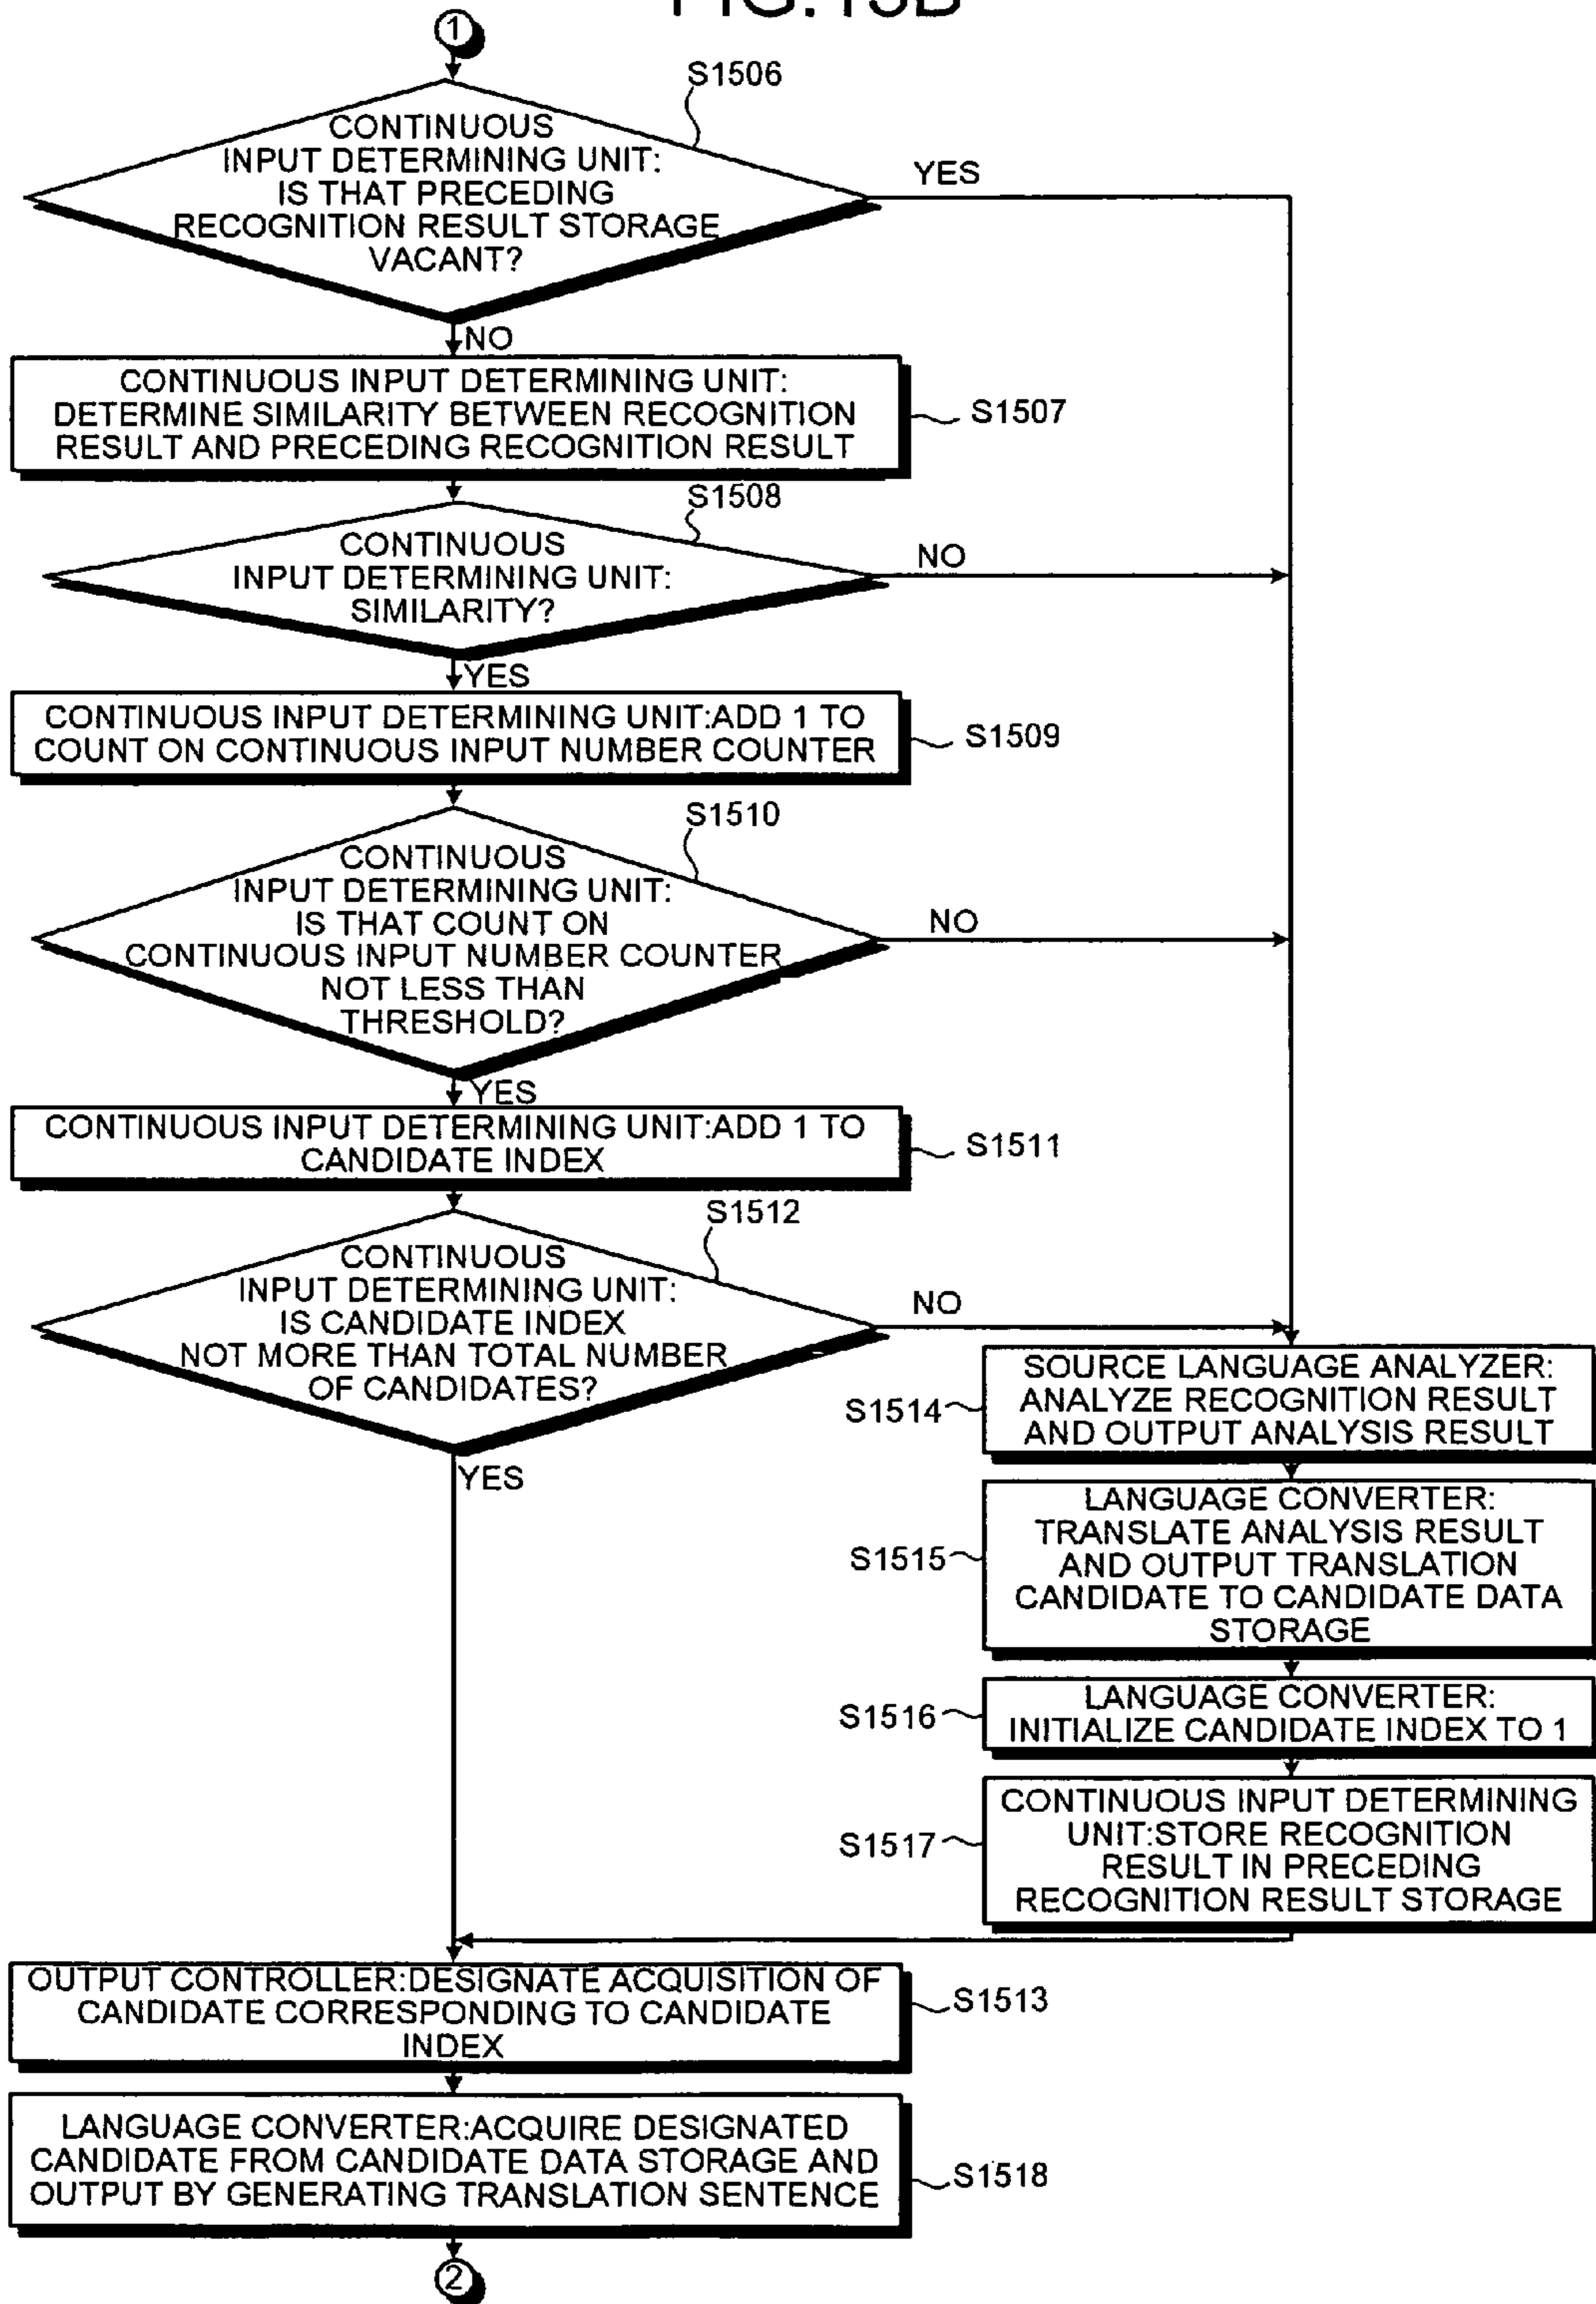 FIG.15B
1
S1506
CONTINUOUS
INPUT DETERMINING UNIT:
IS THAT PRECEDING
RECOGNITION RESULT STORAGE
VACANT?
YES
NO
CONTINUOUS INPUT DETERMINING UNIT:
DETERMINE SIMILARITY BETWEEN RECOGNITION
RESULT AND PRECEDING RECOGNITION RESULT
S1507
S1508
CONTINUOUS
INPUT DETERMINING UNIT:
SIMILARITY?
NO
YES
CONTINUOUS INPUT DETERMINING UNIT:ADD 1 TO
COUNT ON CONTINUOUS INPUT NUMBER COUNTER
S1509
S1510
CONTINUOUS
INPUT DETERMINING UNIT:
IS THAT COUNT ON
CONTINUOUS INPUT NUMBER COUNTER
NOT LESS THAN
THRESHOLD?
NO
YES
CONTINUOUS INPUT DETERMINING UNIT:ADD 1 TO
CANDIDATE INDEX
S1511
S1512
CONTINUOUS
INPUT DETERMINING UNIT:
IS CANDIDATE INDEX
NOT MORE THAN TOTAL NUMBER
OF CANDIDATES?
NO
YES
SOURCE LANGUAGE ANALYZER:
ANALYZE RECOGNITION RESULT
AND OUTPUT ANALYSIS RESULT
S1514
LANGUAGE CONVERTER:
TRANSLATE ANALYSIS RESULT
AND OUTPUT TRANSLATION
CANDIDATE TO CANDIDATE DATA
STORAGE
S1515
LANGUAGE CONVERTER:
INITIALIZE CANDIDATE INDEX TO 1
S1516
CONTINUOUS INPUT DETERMINING
UNIT:STORE RECOGNITION
RESULT IN PRECEDING
RECOGNITION RESULT STORAGE
S1517
OUTPUT CONTROLLER:DESIGNATE ACQUISITION OF
CANDIDATE CORRESPONDING TO CANDIDATE
INDEX
S1513
LANGUAGE CONVERTER:ACQUIRE DESIGNATED
CANDIDATE FROM CANDIDATE DATA STORAGE AND
OUTPUT BY GENERATING TRANSLATION SENTENCE
S1518
2